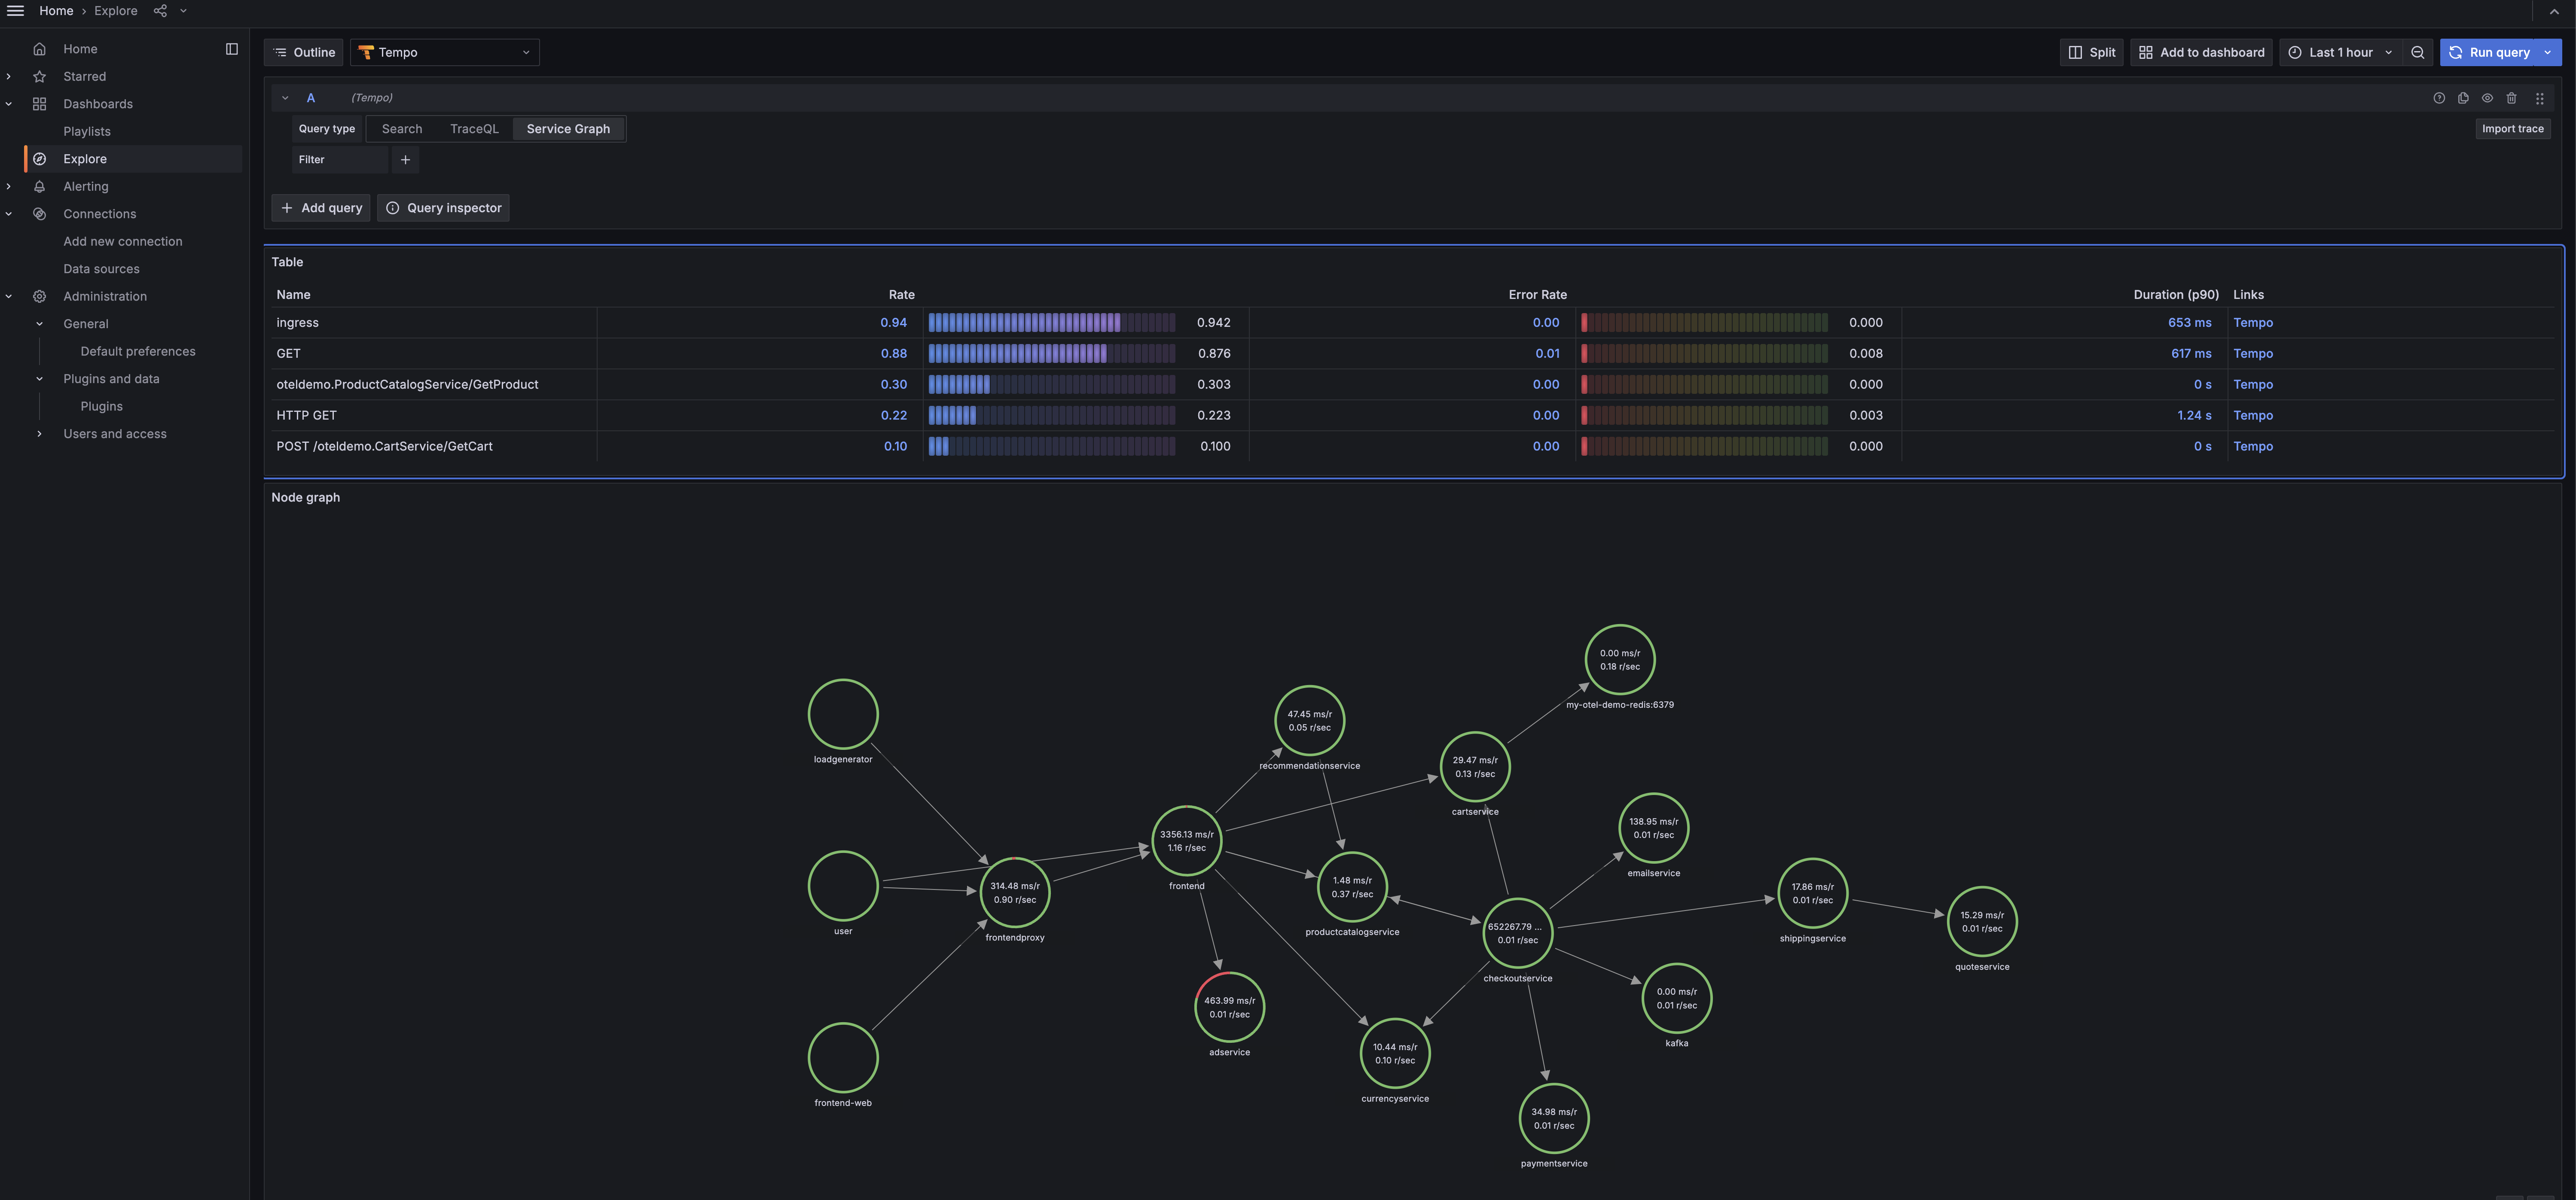 Home › Explore
Home
Starred
Dashboards
Playlists
Explore
Alerting
Connections
Add new connection
Data sources
Administration
General
Default preferences
Plugins and data
Plugins
Users and access
Outline
Tempo
Split
Add to dashboard
Last 1 hour
Run query
A (Tempo)
Query type Search TraceQL Service Graph
Import trace
Filter
+ Add query
Query inspector
Table
Name Rate Error Rate Duration (p90) Links
ingress 0.94 0.942 0.00 0.000 653 ms Tempo
GET 0.88 0.876 0.01 0.008 617 ms Tempo
oteldemo.ProductCatalogService/GetProduct 0.30 0.303 0.00 0.000 0 s Tempo
HTTP GET 0.22 0.223 0.00 0.003 1.24 s Tempo
POST /oteldemo.CartService/GetCart 0.10 0.100 0.00 0.000 0 s Tempo
Node graph
0.00 ms/r
0.18 r/sec
my-otel-demo-redis:6379
loadgenerator
47.45 ms/r
0.05 r/sec
recommendationservice
29.47 ms/r
0.13 r/sec
cartservice
3356.13 ms/r
1.16 r/sec
frontend
138.95 ms/r
0.01 r/sec
emailservice
user
314.48 ms/r
0.90 r/sec
frontendproxy
1.48 ms/r
0.37 r/sec
productcatalogservice
652267.79 ...
0.01 r/sec
checkoutservice
17.86 ms/r
0.01 r/sec
shippingservice
15.29 ms/r
0.01 r/sec
quoteservice
463.99 ms/r
0.01 r/sec
adservice
0.00 ms/r
0.01 r/sec
kafka
10.44 ms/r
0.10 r/sec
currencyservice
frontend-web
34.98 ms/r
0.01 r/sec
paymentservice